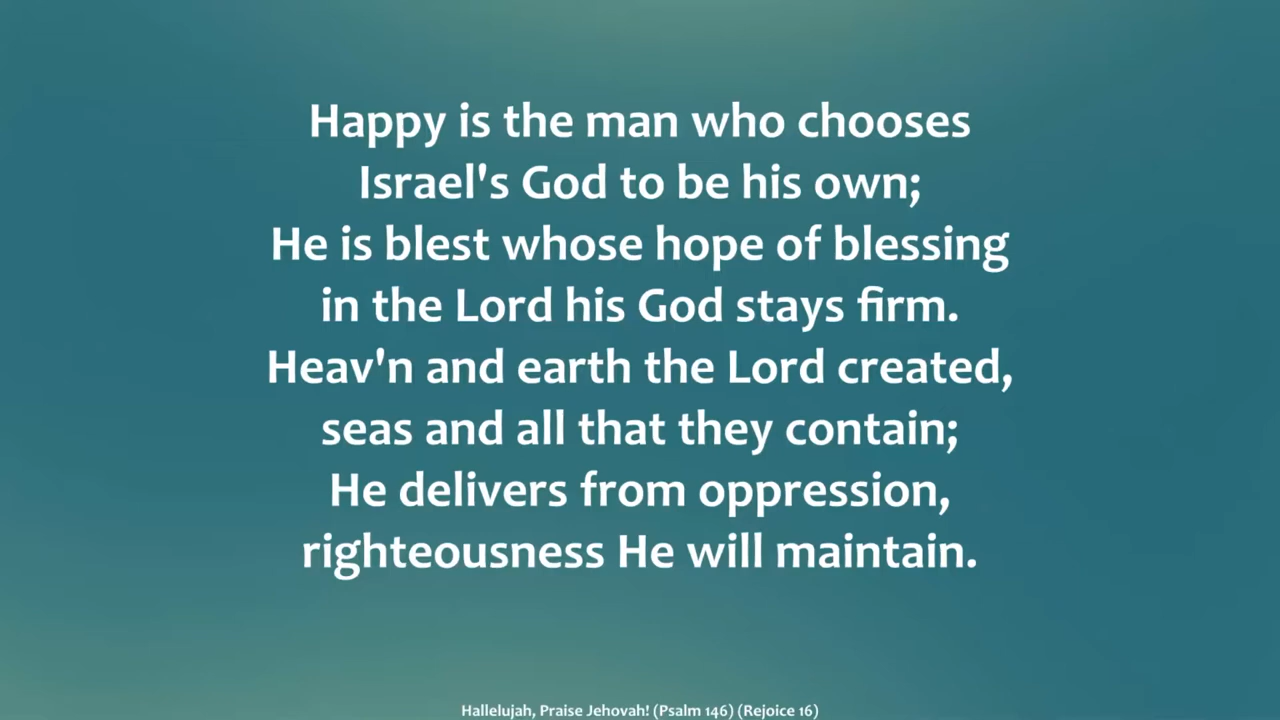 Happy is the man who chooses
Israel's God to be his own;
He is blest whose hope of blessing
in the Lord his God stays firm.
Heav'n and earth the Lord created,
seas and all that they contain;
He delivers from oppression,
righteousness He will maintain.
Hallelujah, Praise Jehovah! (Psalm 146) (Rejoice 16)